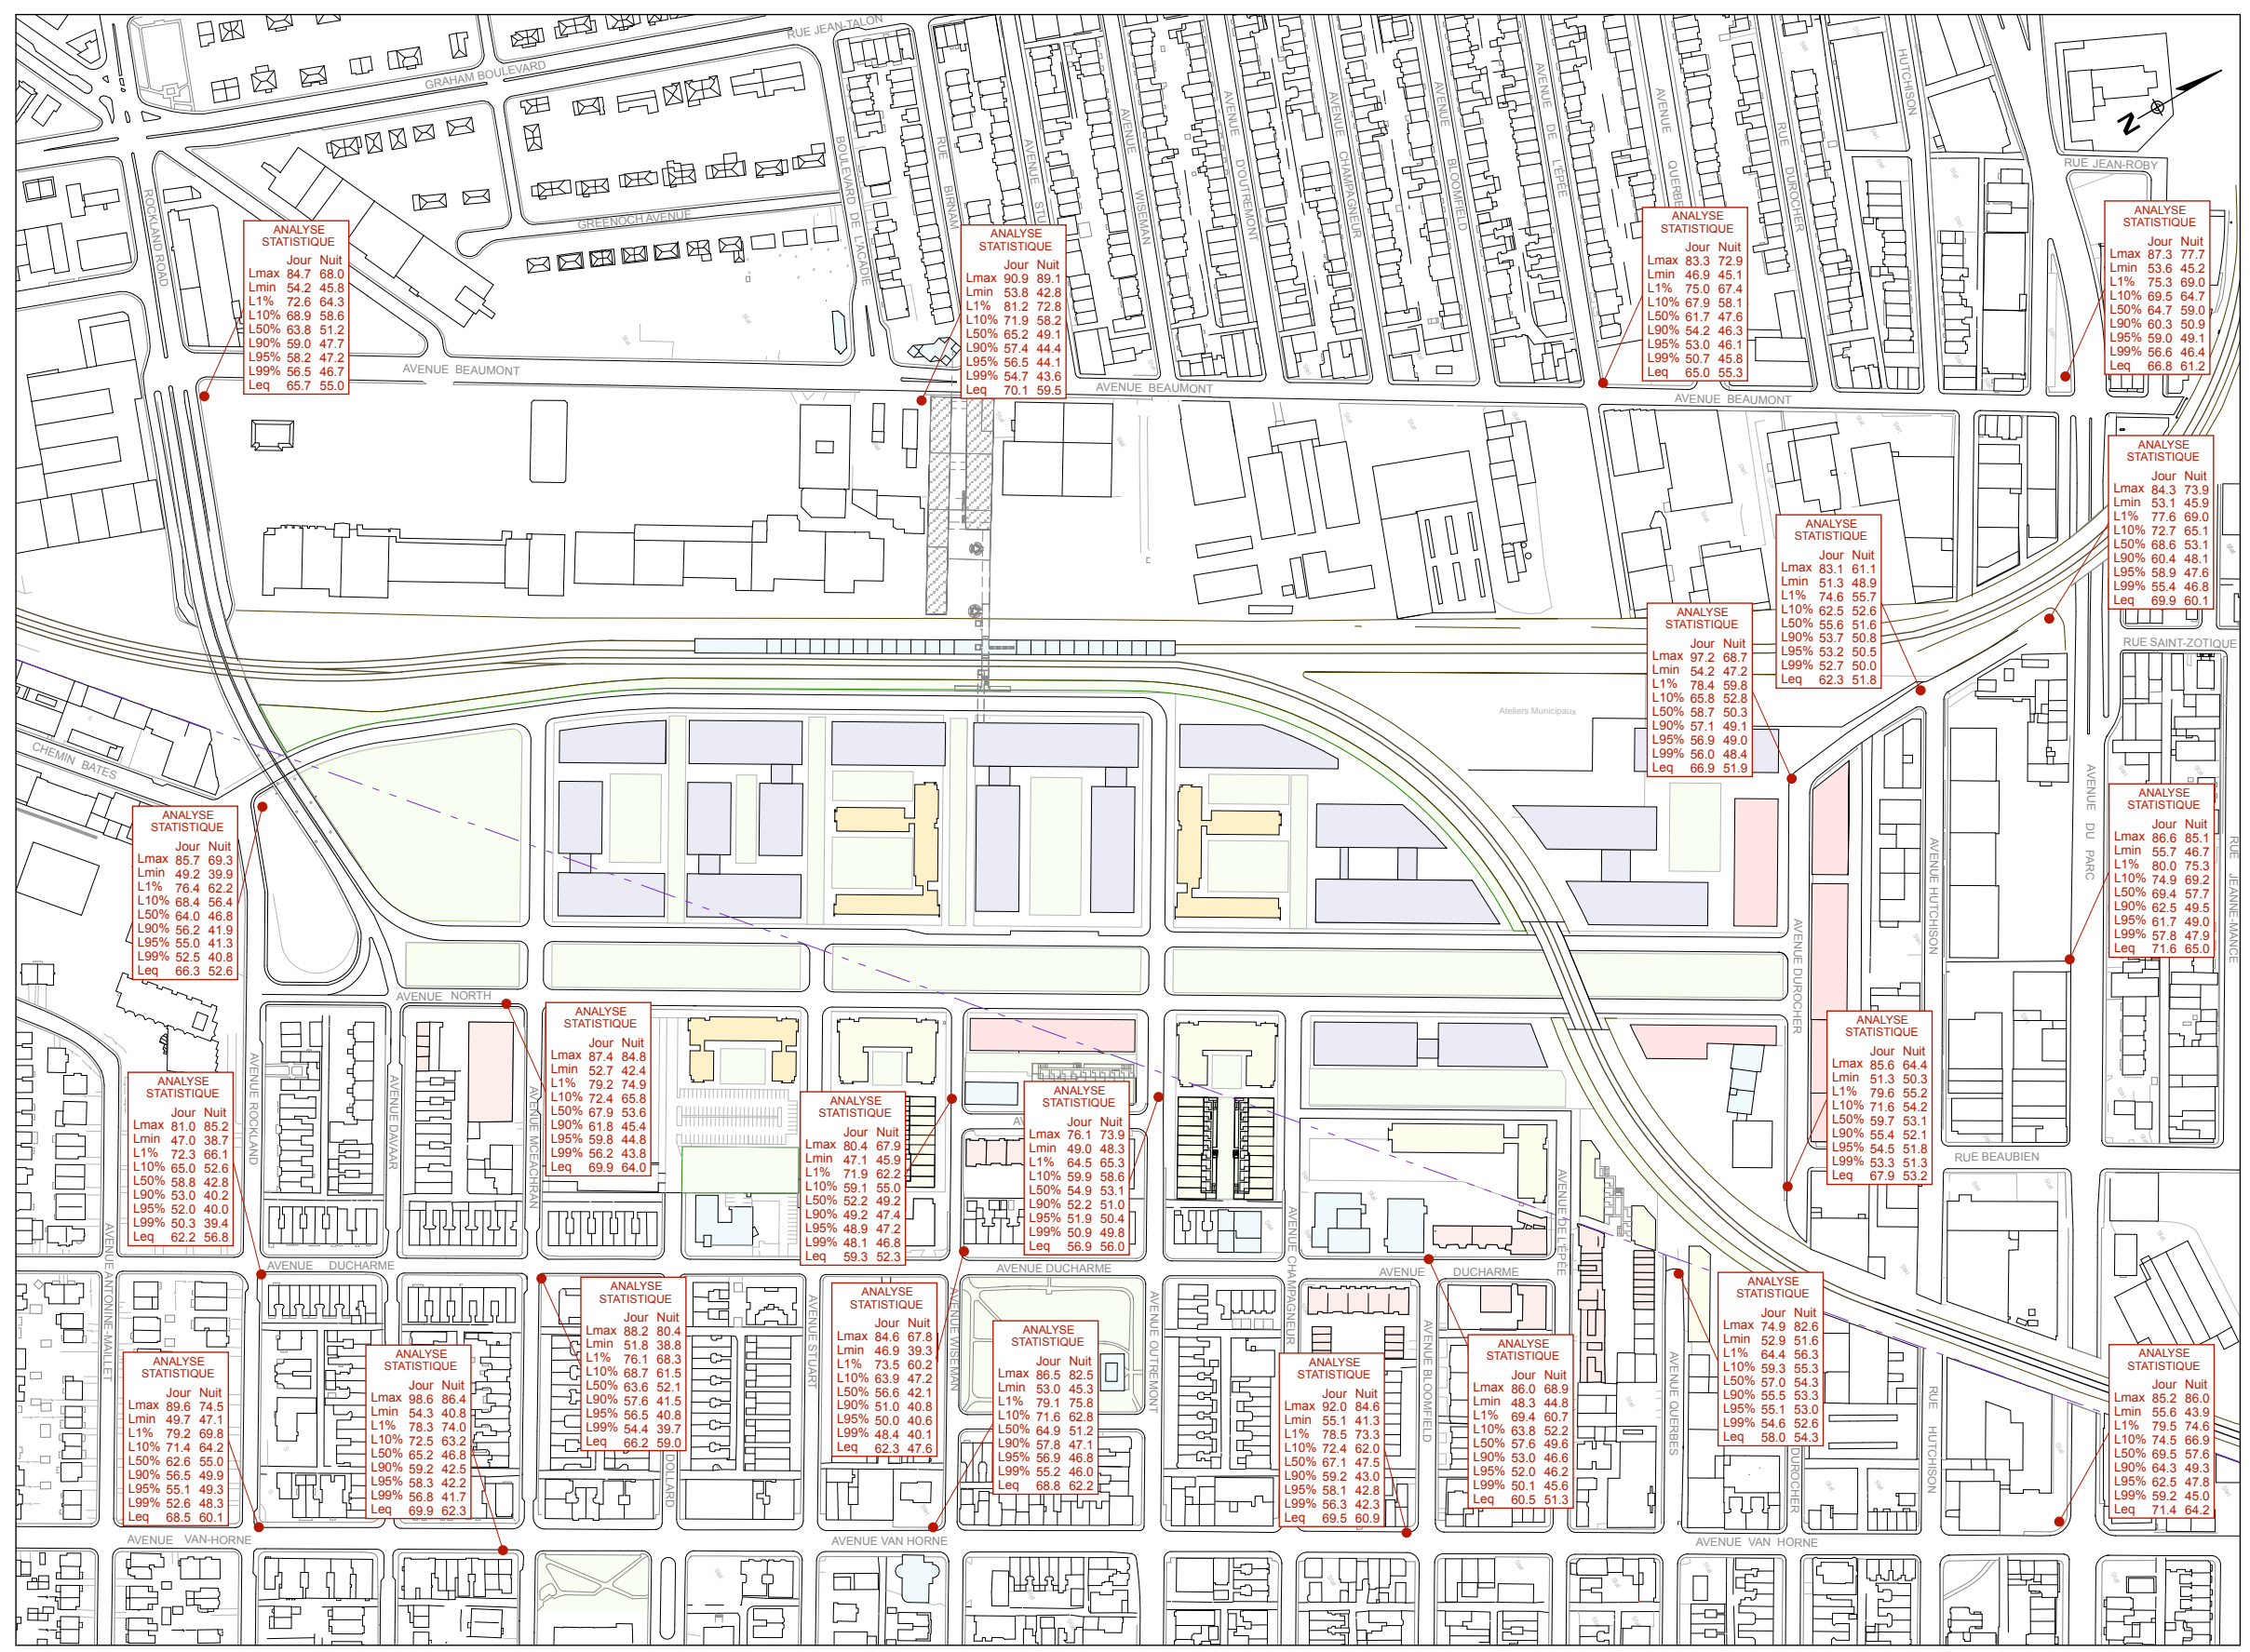 RUE JEAN-TALON
GRAHAM BOULEVARD
GREENOCH AVENUE
ROCKLAND ROAD
BOULEVARD DE L'ACADIE
RUE BIRNAM
AVENUE STU
AVENUE WISEMAN
AVENUE D'OUTREMONT
AVENUE CHAMPAGNEUR
AVENUE BLOOMFIELD
AVENUE DE L'ÉPÉE
AVENUE QUERBE
RUE DUROCHER
HUTCHISON
RUE JEAN-ROBY
N
ANALYSE
STATISTIQUE
Jour Nuit
Lmax 84.7 68.0
Lmin 54.2 45.8
L1% 72.6 64.3
L10% 68.9 58.6
L50% 63.8 51.2
L90% 59.0 47.7
L95% 58.2 47.2
L99% 56.5 46.7
Leq 65.7 55.0
ANALYSE
STATISTIQUE
Jour Nuit
Lmax 90.9 89.1
Lmin 53.8 42.8
L1% 81.2 72.8
L10% 71.9 58.2
L50% 65.2 49.1
L90% 57.4 44.4
L95% 56.5 44.1
L99% 54.7 43.6
Leq 70.1 59.5
ANALYSE
STATISTIQUE
Jour Nuit
Lmax 83.3 72.9
Lmin 46.9 45.1
L1% 75.0 67.4
L10% 67.9 58.1
L50% 61.7 47.6
L90% 54.2 46.3
L95% 53.0 46.1
L99% 50.7 45.8
Leq 65.0 55.3
ANALYSE
STATISTIQUE
Jour Nuit
Lmax 87.3 77.7
Lmin 53.6 45.2
L1% 75.3 69.0
L10% 69.5 64.7
L50% 64.7 59.0
L90% 60.3 50.9
L95% 59.0 49.1
L99% 56.6 46.4
Leq 66.8 61.2
AVENUE BEAUMONT
AVENUE BEAUMONT
AVENUE BEAUMONT
ANALYSE
STATISTIQUE
Jour Nuit
Lmax 84.3 73.9
Lmin 53.1 45.9
L1% 77.6 69.0
L10% 72.7 65.1
L50% 68.6 53.1
L90% 60.4 48.1
L95% 58.9 47.6
L99% 55.4 46.8
Leq 69.9 60.1
ANALYSE
STATISTIQUE
Jour Nuit
Lmax 83.1 61.1
Lmin 51.3 48.9
L1% 74.6 55.7
L10% 62.5 52.6
L50% 55.6 51.6
L90% 53.7 50.8
L95% 53.2 50.5
L99% 52.7 50.0
Leq 62.3 51.8
ANALYSE
STATISTIQUE
Jour Nuit
Lmax 97.2 68.7
Lmin 54.2 47.2
L1% 78.4 59.8
L10% 65.8 52.8
L50% 58.7 50.3
L90% 57.1 49.1
L95% 56.9 49.0
L99% 56.0 48.4
Leq 66.9 51.9
RUE SAINT-ZOTIQUE
Ateliers Municipaux
CHEMIN BATES
AVENUE DU PARC
RUE JEANNE-MANCE
AVENUE HUTCHISON
AVENUE DUROCHER
ANALYSE
STATISTIQUE
Jour Nuit
Lmax 86.6 85.1
Lmin 55.7 46.7
L1% 80.0 75.3
L10% 74.9 69.2
L50% 69.4 57.7
L90% 62.5 49.5
L95% 61.7 49.0
L99% 57.8 47.9
Leq 71.6 65.0
ANALYSE
STATISTIQUE
Jour Nuit
Lmax 85.7 69.3
Lmin 49.2 39.9
L1% 76.4 62.2
L10% 68.4 56.4
L50% 64.0 46.8
L90% 56.2 41.9
L95% 55.0 41.3
L99% 52.5 40.8
Leq 66.3 52.6
AVENUE NORTH
ANALYSE
STATISTIQUE
Jour Nuit
Lmax 87.4 84.8
Lmin 52.7 42.4
L1% 79.2 74.9
L10% 72.4 65.8
L50% 67.9 53.6
L90% 61.8 45.4
L95% 59.8 44.8
L99% 56.2 43.8
Leq 69.9 64.0
ANALYSE
STATISTIQUE
Jour Nuit
Lmax 85.6 64.4
Lmin 51.3 50.3
L1% 79.6 55.2
L10% 71.6 54.2
L50% 59.7 53.1
L90% 55.4 52.1
L95% 54.5 51.8
L99% 53.3 51.3
Leq 67.9 53.2
ANALYSE
STATISTIQUE
Jour Nuit
Lmax 81.0 85.2
Lmin 47.0 38.7
L1% 72.3 66.1
L10% 65.0 52.6
L50% 58.8 42.8
L90% 53.0 40.2
L95% 52.0 40.0
L99% 50.3 39.4
Leq 62.2 56.8
ANALYSE
STATISTIQUE
Jour Nuit
Lmax 80.4 67.9
Lmin 47.1 45.9
L1% 71.9 62.2
L10% 59.1 55.0
L50% 52.2 49.2
L90% 49.2 47.4
L95% 48.9 47.2
L99% 48.1 46.8
Leq 59.3 52.3
AV
ANALYSE
STATISTIQUE
Jour Nuit
Lmax 76.1 73.9
Lmin 49.0 48.3
L1% 64.5 65.3
L10% 59.9 58.6
L50% 54.9 53.1
L90% 52.2 51.0
L95% 51.9 50.4
L99% 50.9 49.8
Leq 56.9 56.0
AVENUE ROCKLAND
AVENUE DAVAAR
AVENUE MCEACHRAN
AVENUE DE L'ÉPÉE
AVENUE CHAMPAGNEUR
RUE BEAUBIEN
AVENUE ANTONINE-MAILLET
AVENUE DUCHARME
AVENUE DUCHARME
AVENUE DUCHARME
ANALYSE
STATISTIQUE
Jour Nuit
Lmax 88.2 80.4
Lmin 51.8 38.8
L1% 76.1 68.3
L10% 68.7 61.5
L50% 63.6 52.1
L90% 57.6 41.5
L95% 56.5 40.8
L99% 54.4 39.7
Leq 66.2 59.0
ANALYSE
STATISTIQUE
Jour Nuit
Lmax 84.6 67.8
Lmin 46.9 39.3
L1% 73.5 60.2
L10% 63.9 47.2
L50% 56.6 42.1
L90% 51.0 40.8
L95% 50.0 40.6
L99% 48.4 40.1
Leq 62.3 47.6
ANALYSE
STATISTIQUE
Jour Nuit
Lmax 74.9 82.6
Lmin 52.9 51.6
L1% 64.4 56.3
L10% 59.3 55.3
L50% 57.0 54.3
L90% 55.5 53.3
L95% 55.1 53.0
L99% 54.6 52.6
Leq 58.0 54.3
DOLLARD
AVENUE STUART
AVENUE WISEMAN
AVENUE OUTREMONT
AVENUE BLOOMFIELD
AVENUE QUERBES
DUROCHER
RUE HUTCHISON
ANALYSE
STATISTIQUE
Jour Nuit
Lmax 89.6 74.5
Lmin 49.7 47.1
L1% 79.2 69.8
L10% 71.4 64.2
L50% 62.6 55.0
L90% 56.5 49.9
L95% 55.1 49.3
L99% 52.6 48.3
Leq 68.5 60.1
ANALYSE
STATISTIQUE
Jour Nuit
Lmax 98.6 86.4
Lmin 54.3 40.8
L1% 78.3 74.0
L10% 72.5 63.2
L50% 65.2 46.8
L90% 59.2 42.5
L95% 58.3 42.2
L99% 56.8 41.7
Leq 69.9 62.3
ANALYSE
STATISTIQUE
Jour Nuit
Lmax 86.5 82.5
Lmin 53.0 45.3
L1% 79.1 75.8
L10% 71.6 62.8
L50% 64.9 51.2
L90% 57.8 47.1
L95% 56.9 46.8
L99% 55.2 46.0
Leq 68.8 62.2
ANALYSE
STATISTIQUE
Jour Nuit
Lmax 92.0 84.6
Lmin 55.1 41.3
L1% 78.5 73.3
L10% 72.4 62.0
L50% 67.1 47.5
L90% 59.2 43.0
L95% 58.1 42.8
L99% 56.3 42.3
Leq 69.5 60.9
ANALYSE
STATISTIQUE
Jour Nuit
Lmax 86.0 68.9
Lmin 48.3 44.8
L1% 69.4 60.7
L10% 63.8 52.2
L50% 57.6 49.6
L90% 53.0 46.6
L95% 52.0 46.2
L99% 50.1 45.6
Leq 60.5 51.3
ANALYSE
STATISTIQUE
Jour Nuit
Lmax 85.2 86.0
Lmin 55.6 43.9
L1% 79.5 74.6
L10% 74.5 66.9
L50% 69.5 57.6
L90% 64.3 49.3
L95% 62.5 47.8
L99% 59.2 45.0
Leq 71.4 64.2
AVENUE VAN-HORNE
AVENUE VAN HORNE
AVENUE VAN HORNE